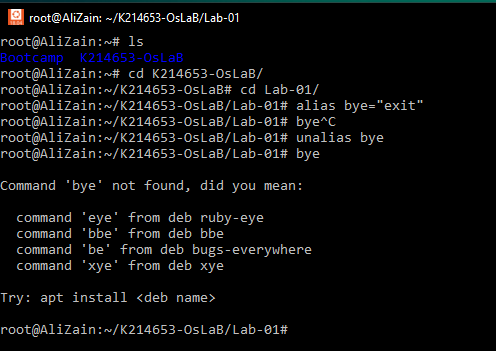 root@AliZain: ~/K214653-OsLaB/Lab-01
root@AliZain:~# ls
Bootcamp  K214653-OsLaB
root@AliZain:~# cd K214653-OsLaB/
root@AliZain:~/K214653-OsLaB# cd Lab-01/
root@AliZain:~/K214653-OsLaB/Lab-01# alias bye="exit"
root@AliZain:~/K214653-OsLaB/Lab-01# bye^C
root@AliZain:~/K214653-OsLaB/Lab-01# unalias bye
root@AliZain:~/K214653-OsLaB/Lab-01# bye
Command 'bye' not found, did you mean:
command 'eye' from deb ruby-eye
command 'bbe' from deb bbe
command 'be' from deb bugs-everywhere
command 'xye' from deb xye
Try: apt install <deb name>
root@AliZain:~/K214653-OsLaB/Lab-01#